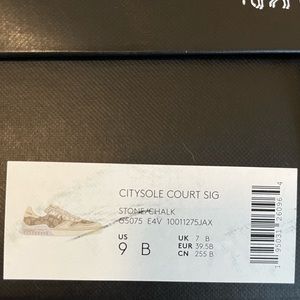 CITYSOLE COURT SIG
STONE/CHALK
G5075 E4V 10011275JAX
US
9 B
UK 7 B
EUR 39.5B
CN 255 B